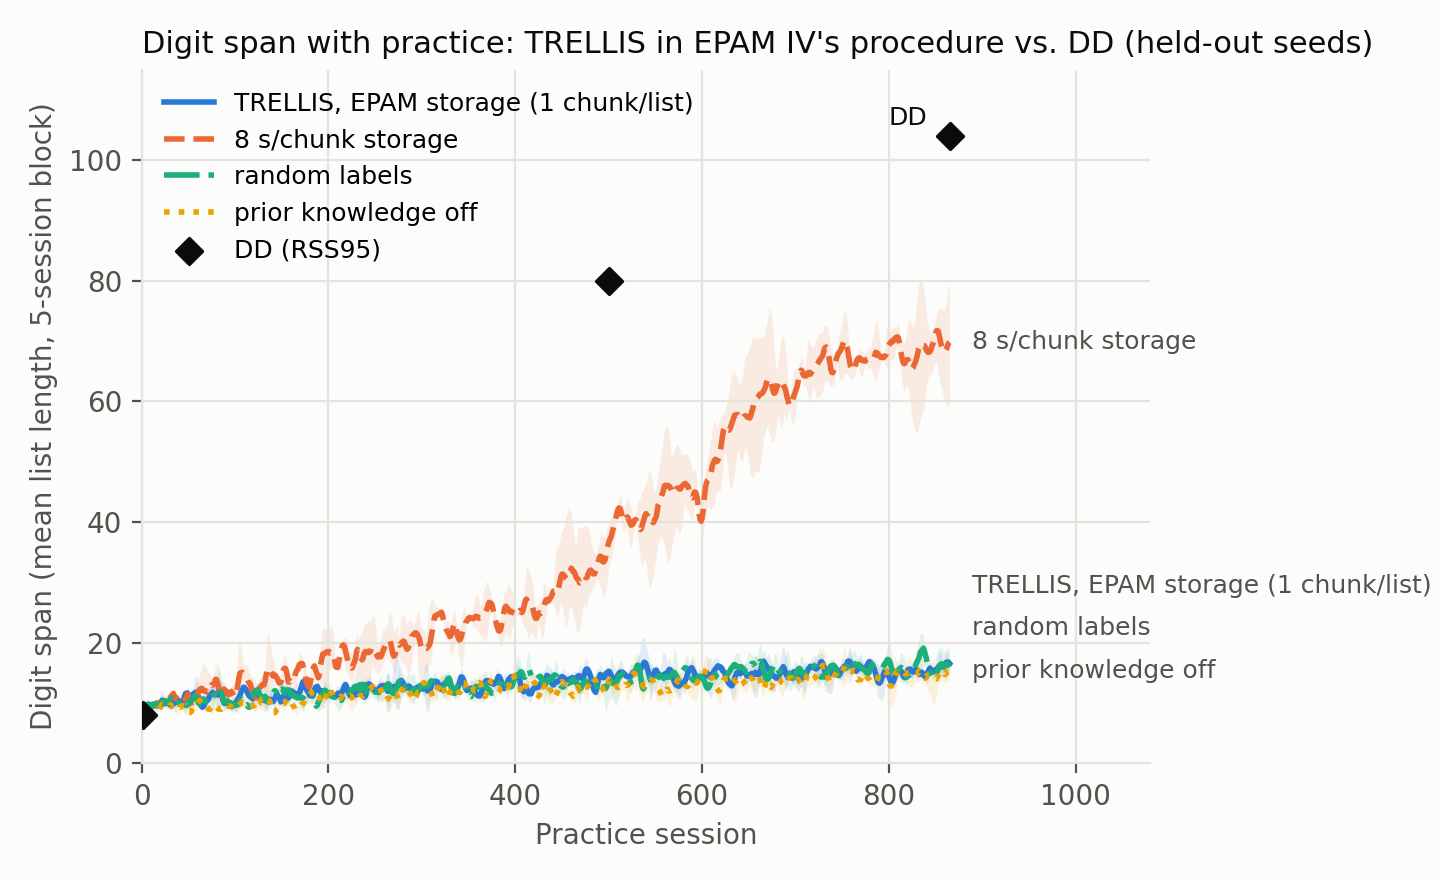 Digit span with practice: TRELLIS in EPAM IV's procedure vs. DD (held-out seeds)
TRELLIS, EPAM storage (1 chunk/list)
8 s/chunk storage
random labels
prior knowledge off
DD (RSS95)
DD
8 s/chunk storage
TRELLIS, EPAM storage (1 chunk/list)
random labels
prior knowledge off
Digit span (mean list length, 5-session block)
100
80
60
40
20
0
0 200 400 600 800 1000
Practice session